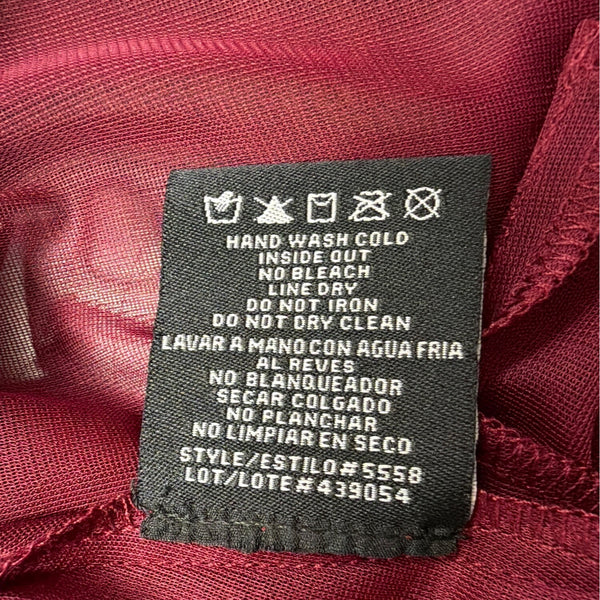 HAND WASH COLD
INSIDE OUT
NO BLEACH
LINE DRY
DO NOT IRON
DO NOT DRY CLEAN
LAVAR A MANO CON AGUA FRIA
AL REVES
NO BLANQUEADOR
SECAR COLGADO
NO PLANCHAR
NO LIMPIAR EN SECO
STYLE/ESTILO#5558
LOT/LOTE#439054